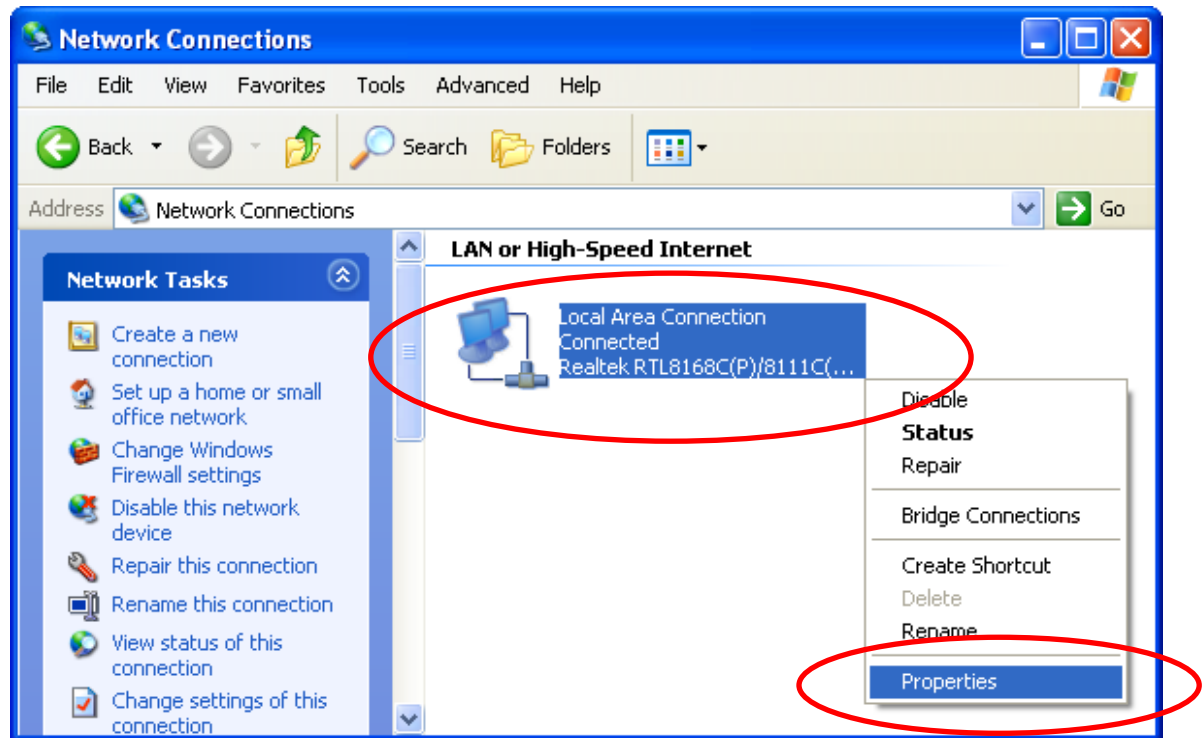 Network Connections
File Edit View Favorites Tools Advanced Help
Back Search Folders
Address Network Connections Go
Network Tasks
Create a new
connection
Set up a home or small
office network
Change Windows
Firewall settings
Disable this network
device
Repair this connection
Rename this connection
View status of this
connection
Change settings of this
connection
LAN or High-Speed Internet
Local Area Connection
Connected
Realtek RTL8168C(P)/8111C(...
Disable
Status
Repair
Bridge Connections
Create Shortcut
Delete
Rename
Properties